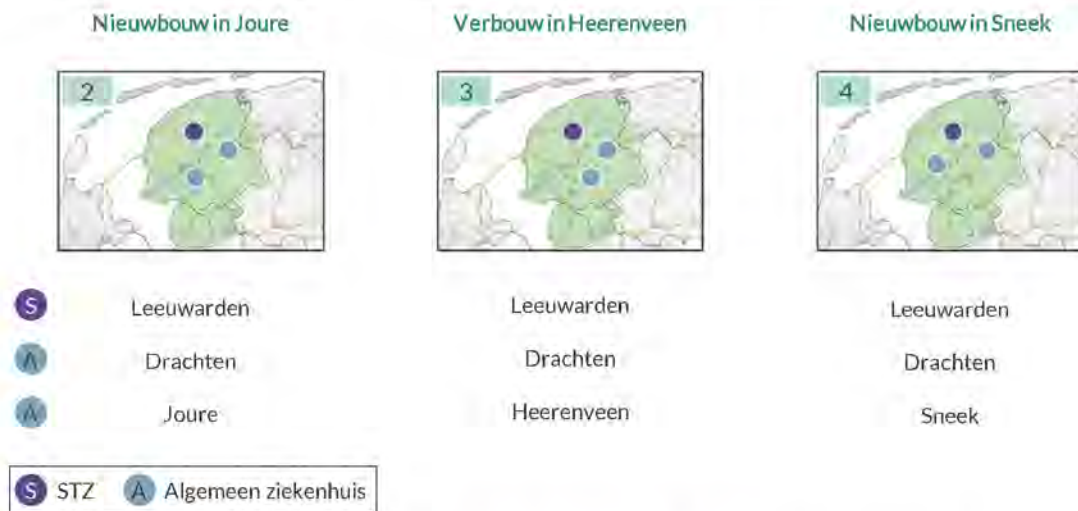 Nieuwbouw in Joure Verbouw in Heerenveen Nieuwbouw in Sneek
2 3 4
S Leeuwarden Leeuwarden Leeuwarden
A Drachten Drachten Drachten
A Joure Heerenveen Sneek
S STZ A Algemeen ziekenhuis